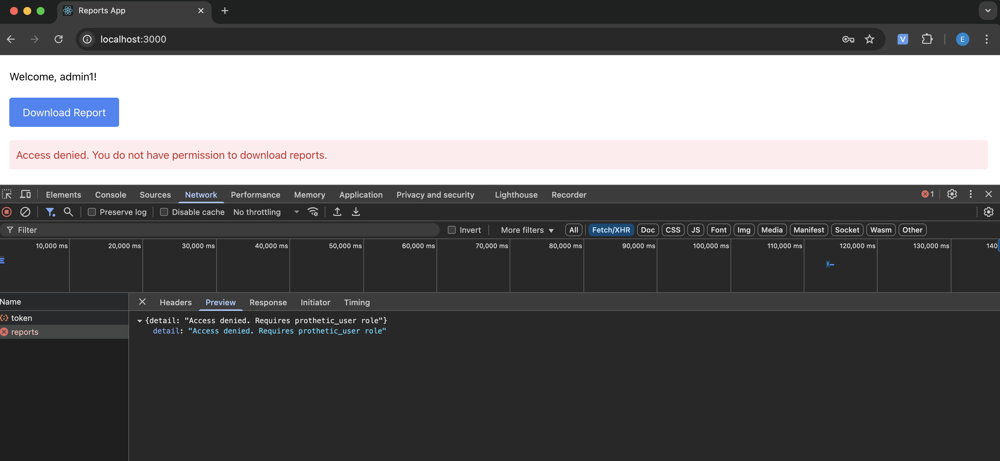 Reports App
localhost:3000
V
E
Welcome, admin1!
Download Report
Access denied. You do not have permission to download reports.
Elements Console Sources Network Performance Memory Application Privacy and security Lighthouse Recorder 1
Preserve log Disable cache No throttling
Filter Invert More filters All Fetch/XHR Doc CSS JS Font Img Media Manifest Socket Wasm Other
10,000 ms 20,000 ms 30,000 ms 40,000 ms 50,000 ms 60,000 ms 70,000 ms 80,000 ms 90,000 ms 100,000 ms 110,000 ms 120,000 ms 130,000 ms 140
Name Headers Preview Response Initiator Timing
token
{detail: "Access denied. Requires prothetic_user role"}
reports
detail: "Access denied. Requires prothetic_user role"